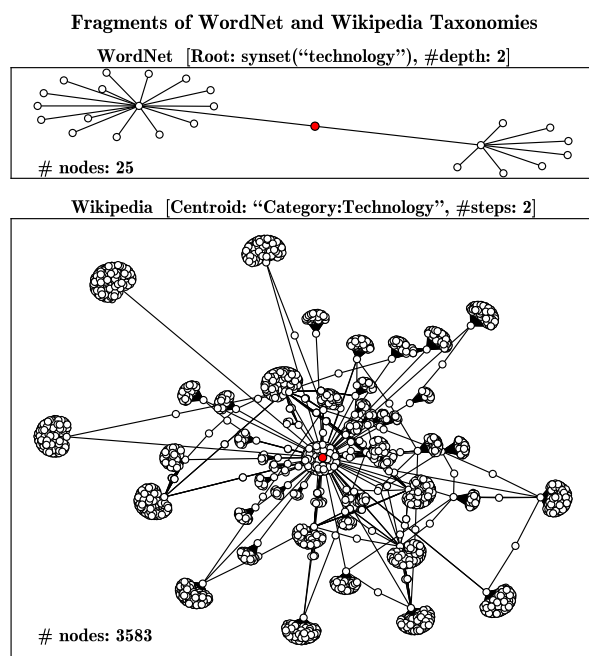 Fragments of WordNet and Wikipedia Taxonomies
WordNet [Root: synset(“technology”), #depth: 2]
# nodes: 25
Wikipedia [Centroid: “Category:Technology”, #steps: 2]
# nodes: 3583